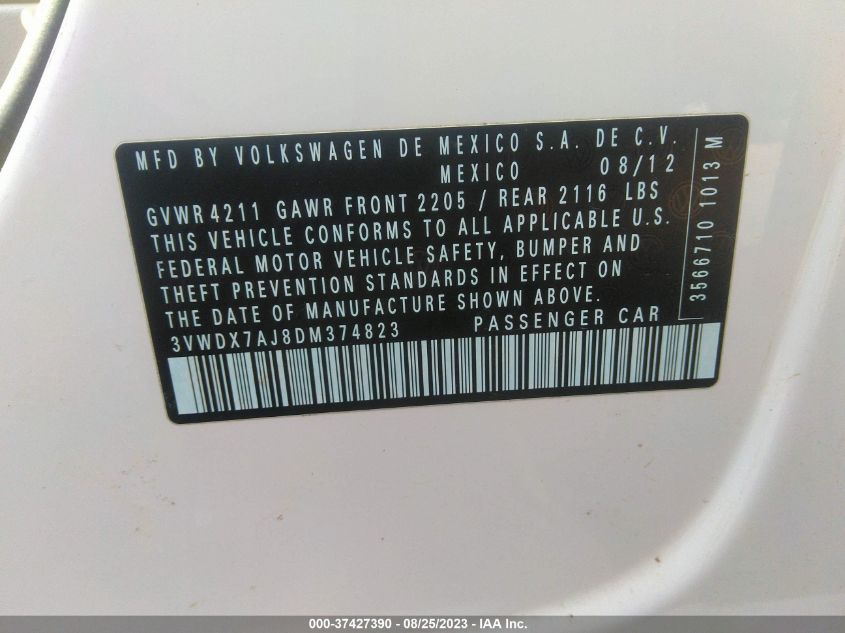 MFD BY VOLKSWAGEN DE MEXICO S.A. DE C.V.
MEXICO 08/12
GVWR 4211 GAWR FRONT 2205 / REAR 2116 LBS
THIS VEHICLE CONFORMS TO ALL APPLICABLE U.S.
FEDERAL MOTOR VEHICLE SAFETY, BUMPER AND
THEFT PREVENTION STANDARDS IN EFFECT ON
THE DATE OF MANUFACTURE SHOWN ABOVE.
3VWDX7AJ8DM374823 PASSENGER CAR
3566710 1013 M
000-37427390 - 08/25/2023 - IAA Inc.